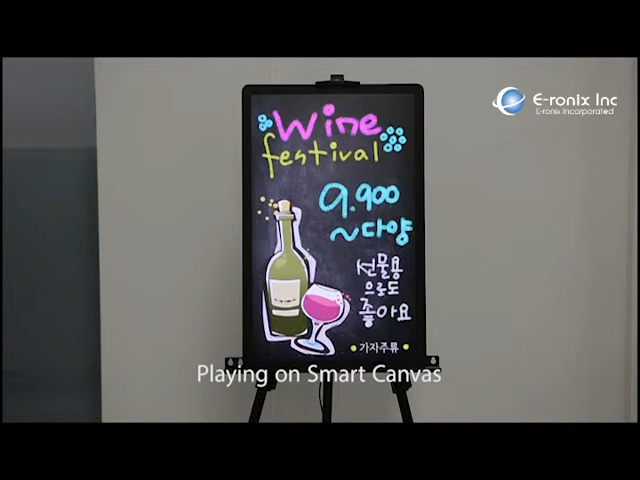 E-ronix Inc
E-ronix Incorporated
Wine
festival
9.900
~다양
선물용
으로도
좋아요
가자주류
Playing on Smart Canvas